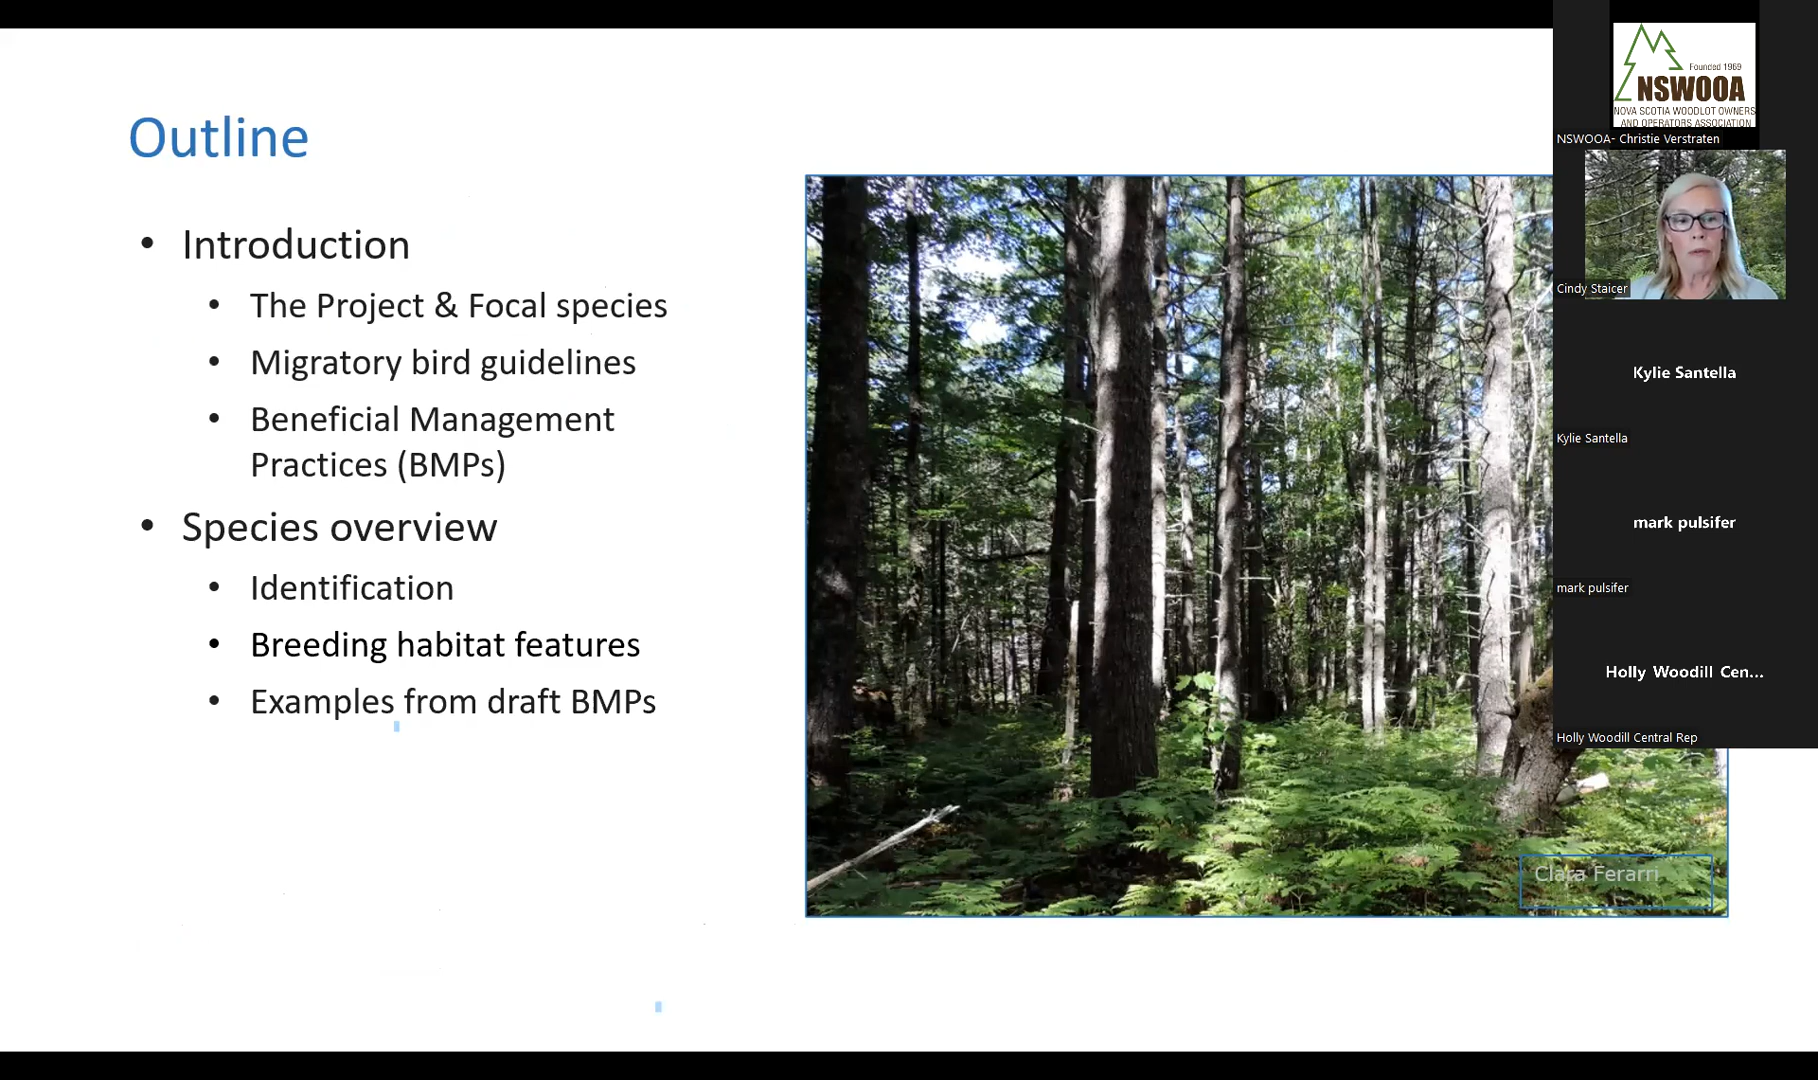 Outline
• Introduction
• The Project & Focal species
• Migratory bird guidelines
• Beneficial Management
Practices (BMPs)
• Species overview
• Identification
• Breeding habitat features
• Examples from draft BMPs
Clara Ferarri
Founded 1969
NSWOOA
NOVA SCOTIA WOODLOT OWNERS
AND OPERATORS ASSOCIATION
NSWOOA- Christie Verstraten
Cindy Staicer
Kylie Santella
Kylie Santella
mark pulsifer
mark pulsifer
Holly Woodill Cen...
Holly Woodill Central Rep